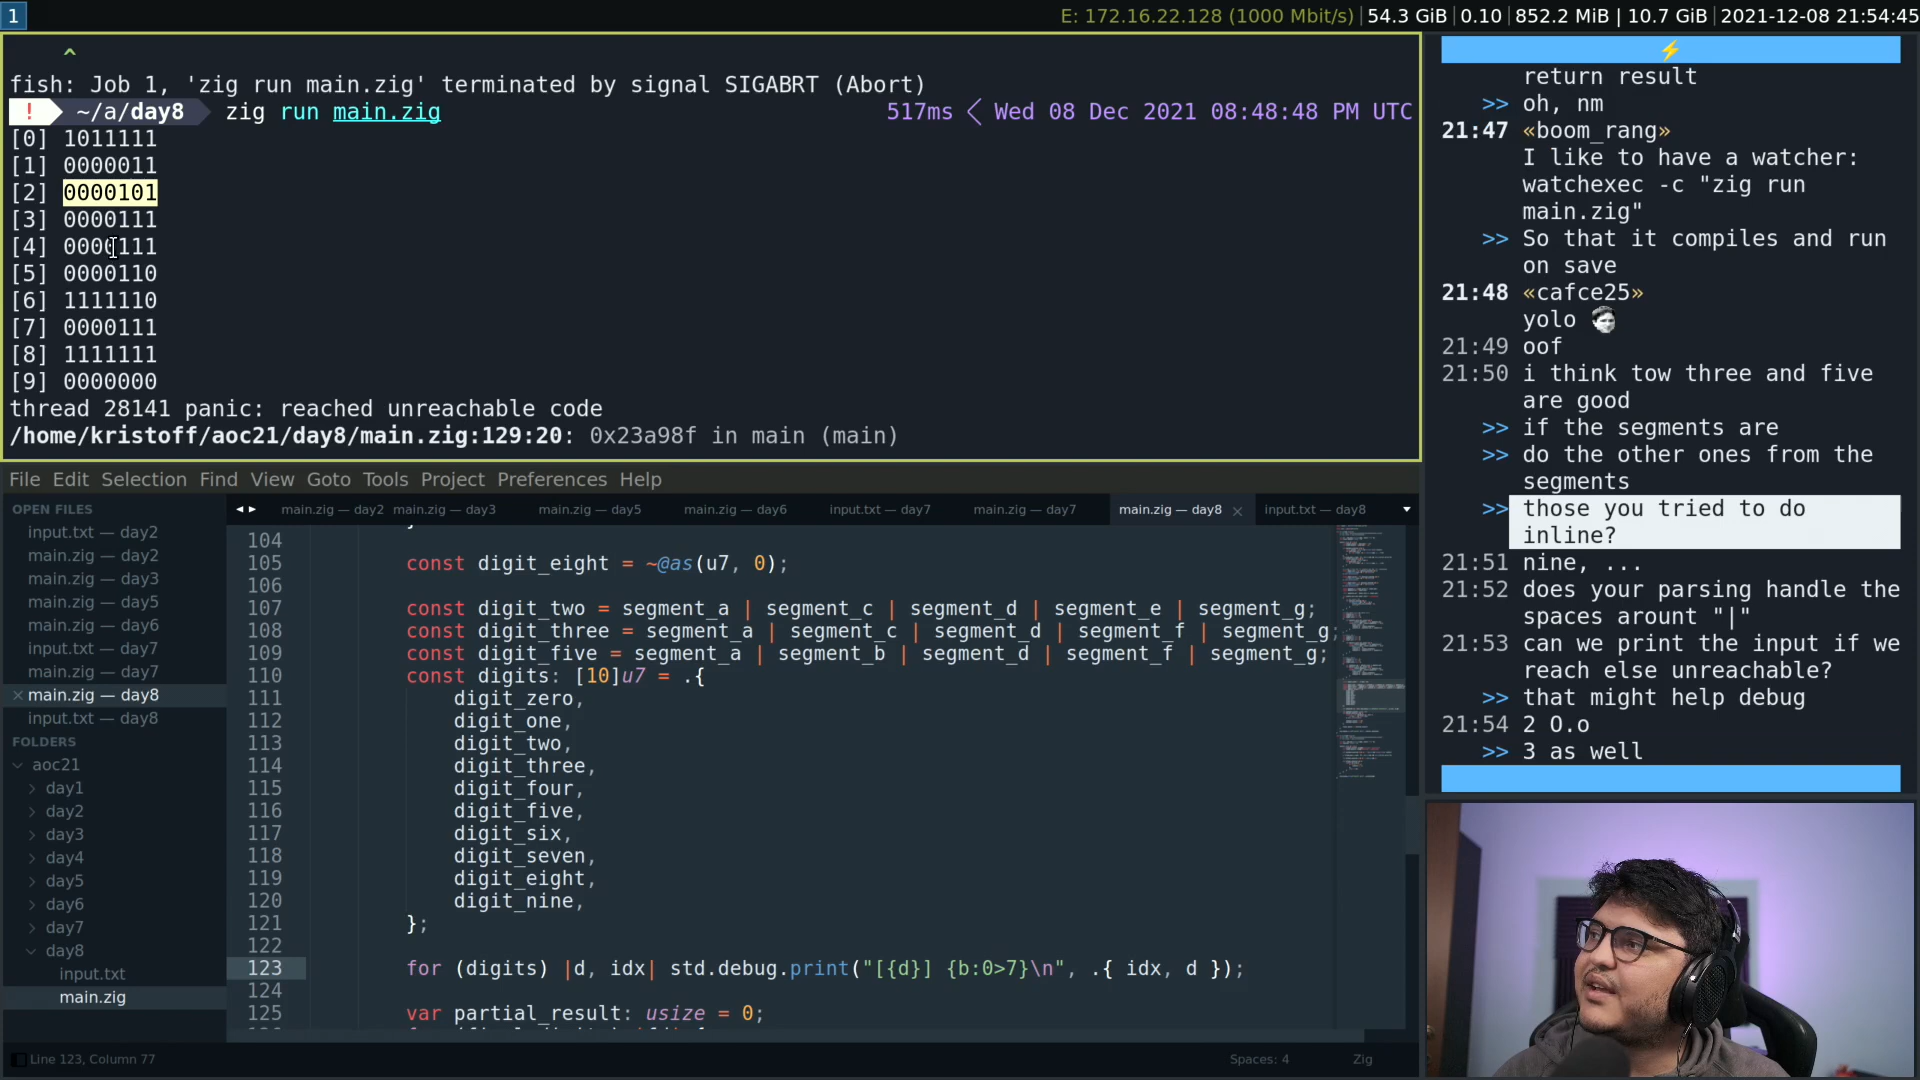 1
E: 172.16.22.128 (1000 Mbit/s) | 54.3 GiB | 0.10 | 852.2 MiB | 10.7 GiB | 2021-12-08 21:54:45
^
fish: Job 1, 'zig run main.zig' terminated by signal SIGABRT (Abort)
! ~/a/day8 zig run main.zig 517ms Wed 08 Dec 2021 08:48:48 PM UTC
[0] 1011111
[1] 0000011
[2] 0000101
[3] 0000111
[4] 0000111
[5] 0000110
[6] 1111110
[7] 0000111
[8] 1111111
[9] 0000000
thread 28141 panic: reached unreachable code
/home/kristoff/aoc21/day8/main.zig:129:20: 0x23a98f in main (main)
File Edit Selection Find View Goto Tools Project Preferences Help
OPEN FILES
input.txt — day2
main.zig — day2
main.zig — day3
main.zig — day5
main.zig — day6
input.txt — day7
main.zig — day7
main.zig — day8
input.txt — day8
FOLDERS
aoc21
day1
day2
day3
day4
day5
day6
day7
day8
input.txt
main.zig
main.zig — day2 main.zig — day3 main.zig — day5 main.zig — day6 input.txt — day7 main.zig — day7 main.zig — day8 input.txt — day8
104
105 const digit_eight = ~@as(u7, 0);
106
107 const digit_two = segment_a | segment_c | segment_d | segment_e | segment_g;
108 const digit_three = segment_a | segment_c | segment_d | segment_f | segment_g;
109 const digit_five = segment_a | segment_b | segment_d | segment_f | segment_g;
110 const digits: [10]u7 = .{
111 digit_zero,
112 digit_one,
113 digit_two,
114 digit_three,
115 digit_four,
116 digit_five,
117 digit_six,
118 digit_seven,
119 digit_eight,
120 digit_nine,
121 };
122
123 for (digits) |d, idx| std.debug.print("[{d}] {b:0>7}\n", .{ idx, d });
124
125 var partial_result: usize = 0;
Line 123, Column 77 Spaces: 4 Zig
⚡
return result
>> oh, nm
21:47 «boom_rang»
I like to have a watcher:
watchexec -c "zig run
main.zig"
>> So that it compiles and run
on save
21:48 «cafce25»
yolo
21:49 oof
21:50 i think tow three and five
are good
>> if the segments are
>> do the other ones from the
segments
>> those you tried to do
inline?
21:51 nine, ...
21:52 does your parsing handle the
spaces arount "|"
21:53 can we print the input if we
reach else unreachable?
>> that might help debug
21:54 2 O.o
>> 3 as well